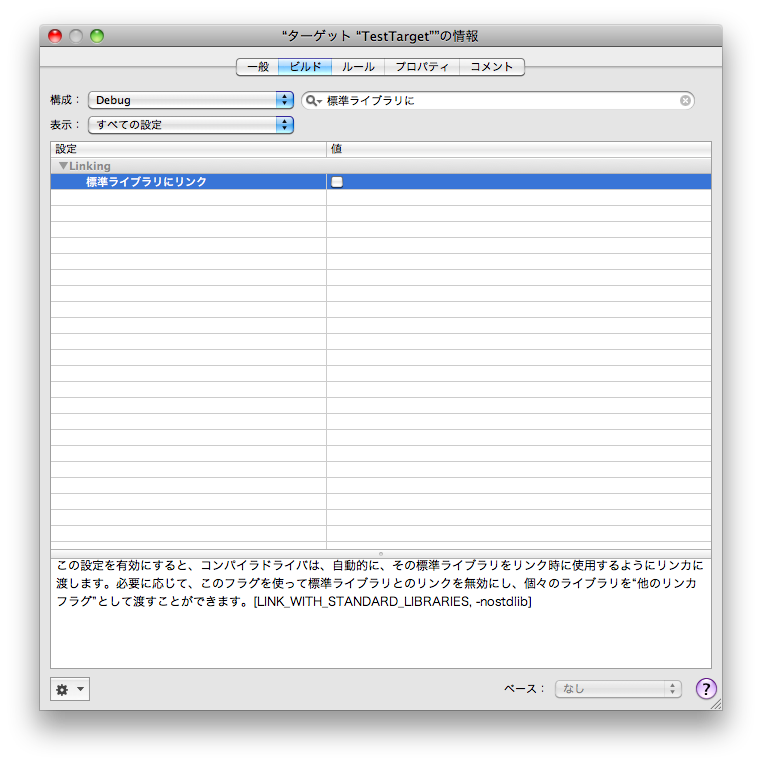 “ターゲット “TestTarget””の情報
一般 ビルド ルール プロパティ コメント
構成： Debug 標準ライブラリに
表示： すべての設定
設定 値
Linking
標準ライブラリにリンク
この設定を有効にすると、コンパイラドライバは、自動的に、その標準ライブラリをリンク時に使用するようにリンカに
渡します。必要に応じて、このフラグを使って標準ライブラリとのリンクを無効にし、個々のライブラリを“他のリンカ
フラグ”として渡すことができます。[LINK_WITH_STANDARD_LIBRARIES, -nostdlib]
ベース： なし ?